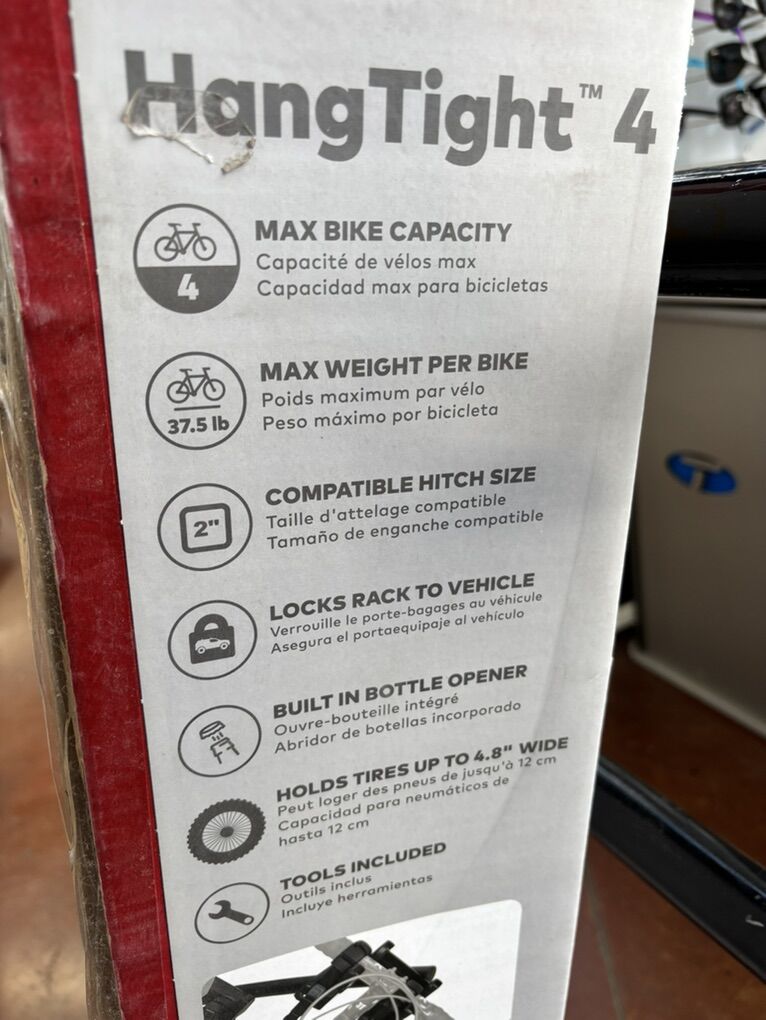 HangTight™ 4
4
MAX BIKE CAPACITY
Capacité de vélos max
Capacidad max para bicicletas
37.5 lb
MAX WEIGHT PER BIKE
Poids maximum par vélo
Peso máximo por bicicleta
2"
COMPATIBLE HITCH SIZE
Taille d'attelage compatible
Tamaño de enganche compatible
LOCKS RACK TO VEHICLE
Verrouille le porte-bagages au véhicule
Asegura el portaequipaje al vehículo
BUILT IN BOTTLE OPENER
Ouvre-bouteille intégré
Abridor de botellas incorporado
HOLDS TIRES UP TO 4.8" WIDE
Peut loger des pneus de jusqu'à 12 cm
Capacidad para neumáticos de
hasta 12 cm
TOOLS INCLUDED
Outils inclus
Incluye herramientas